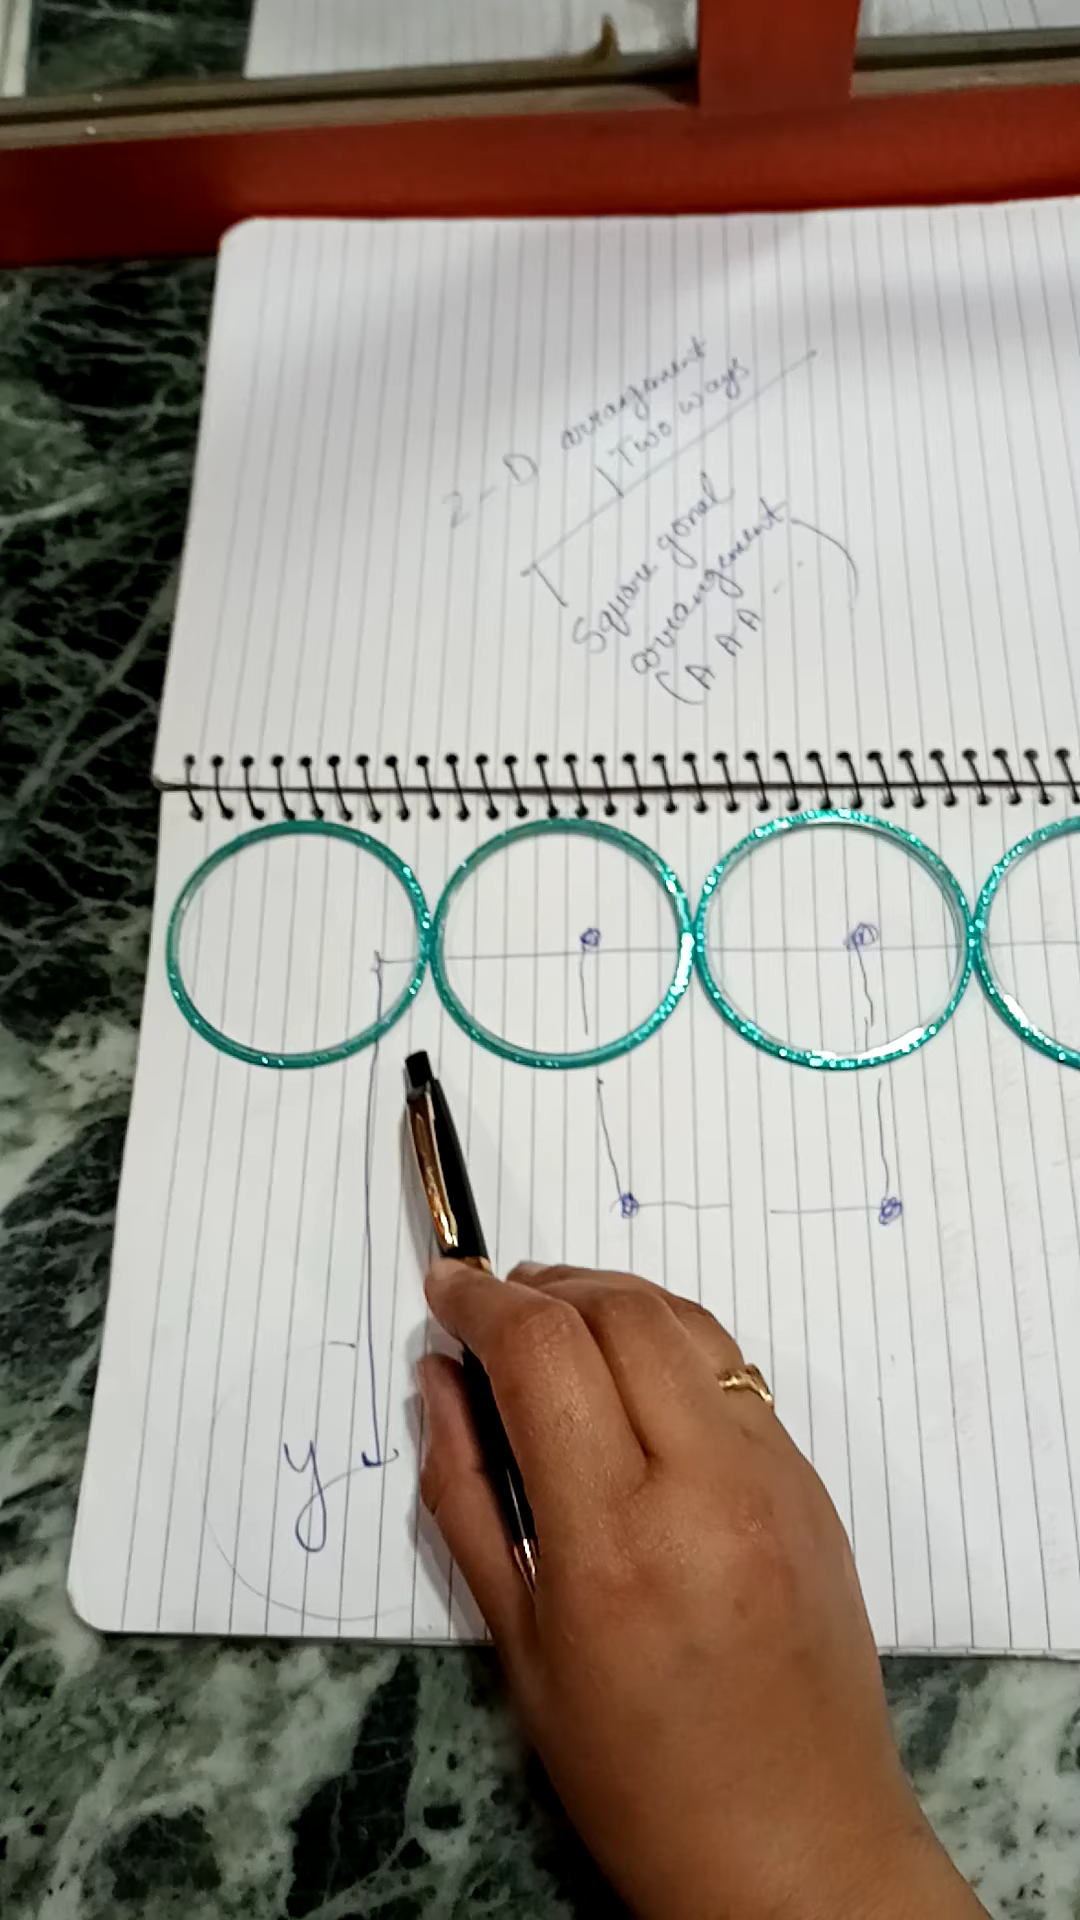 2-D arrangement
Two ways
Square gonal
arrangement
(A A A ...)
y